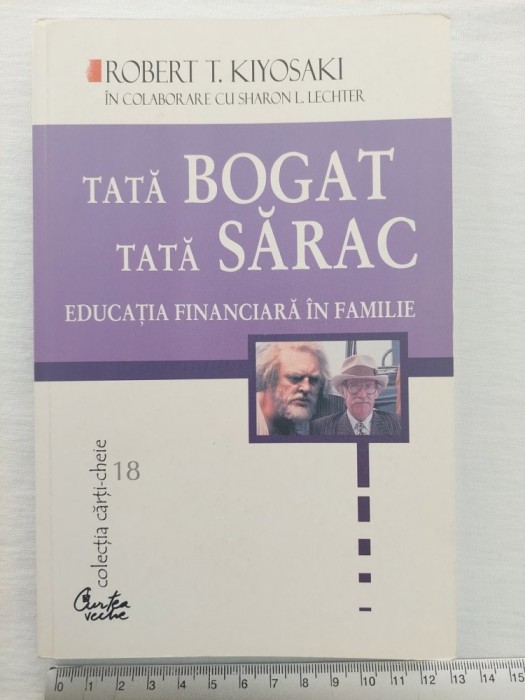 ROBERT T. KIYOSAKI
ÎN COLABORARE CU SHARON L. LECHTER
TATĂ BOGAT
TATĂ SĂRAC
EDUCAȚIA FINANCIARĂ ÎN FAMILIE
colecția cărți-cheie
18
Curtea
veche
0 1 2 3 4 5 6 7 8 9 10 11 12 13 14 15